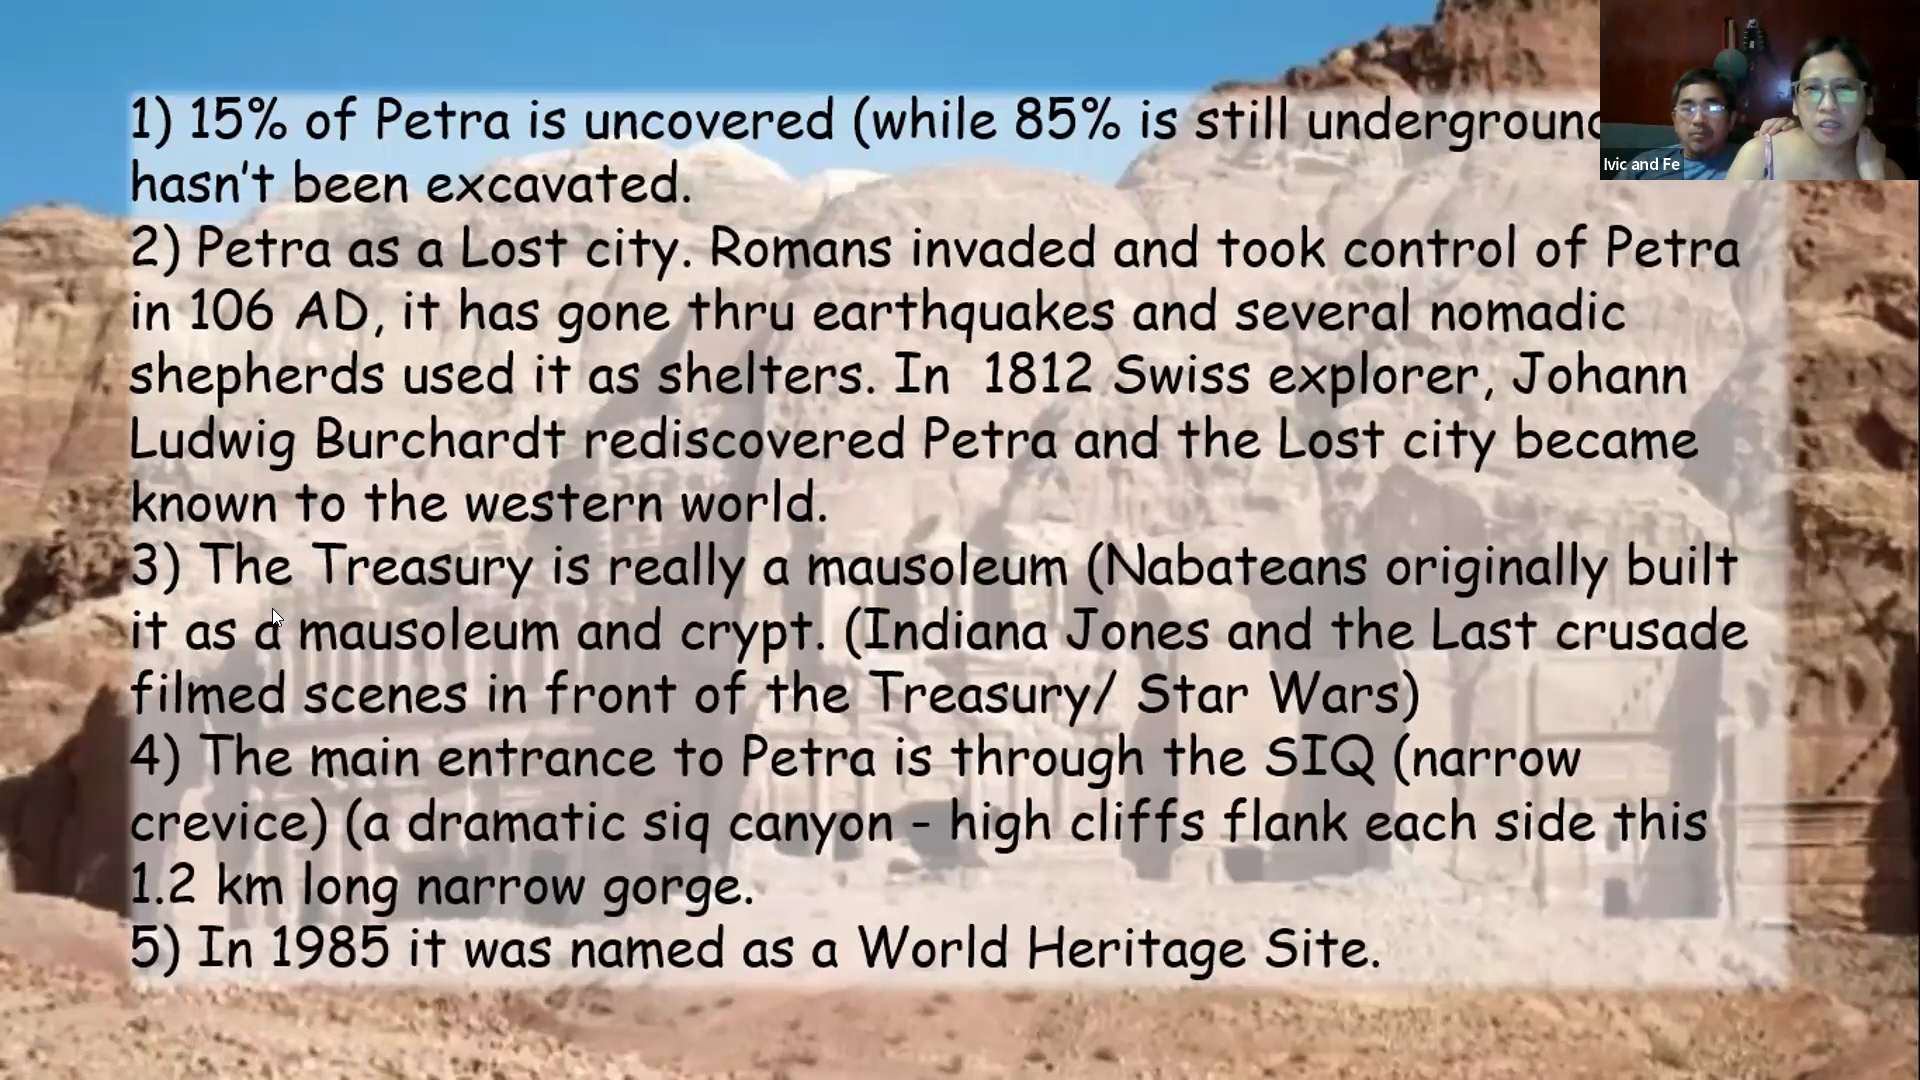 1) 15% of Petra is uncovered (while 85% is still
hasn't been excavated.
2) Petra as a Lost city. Romans invaded and took control of Petra
in 106 AD, it has gone thru earthquakes and several nomadic
shepherds used it as shelters. In 1812 Swiss explorer, Johann
Ludwig Burchardt rediscovered Petra and the Lost city became
known to the western world.
3) The Treasury is really a mausoleum (Nabateans originally built
it as a mausoleum and crypt. (Indiana Jones and the Last crusade
filmed scenes in front of the Treasury/ Star Wars)
4) The main entrance to Petra is through the SIQ (narrow
crevice) (a dramatic siq canyon - high cliffs flank each side this
1.2 km long narrow gorge.
5) In 1985 it was named as a World Heritage Site.
Ivic and Fe